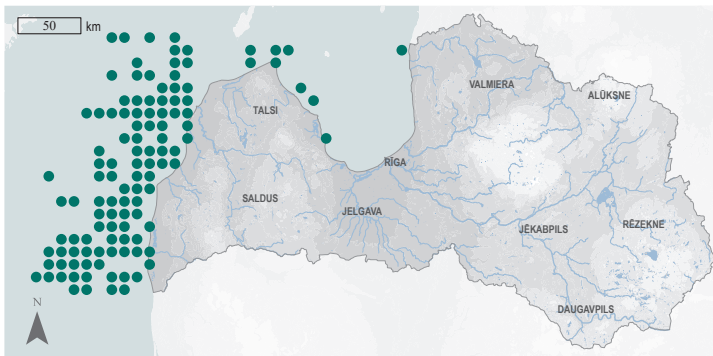 50 km
VALMIERA
ALŪKSNE
TALSI
RĪGA
SALDUS
JELGAVA
JĒKABPILS
RĒZEKNE
N
DAUGAVPILS